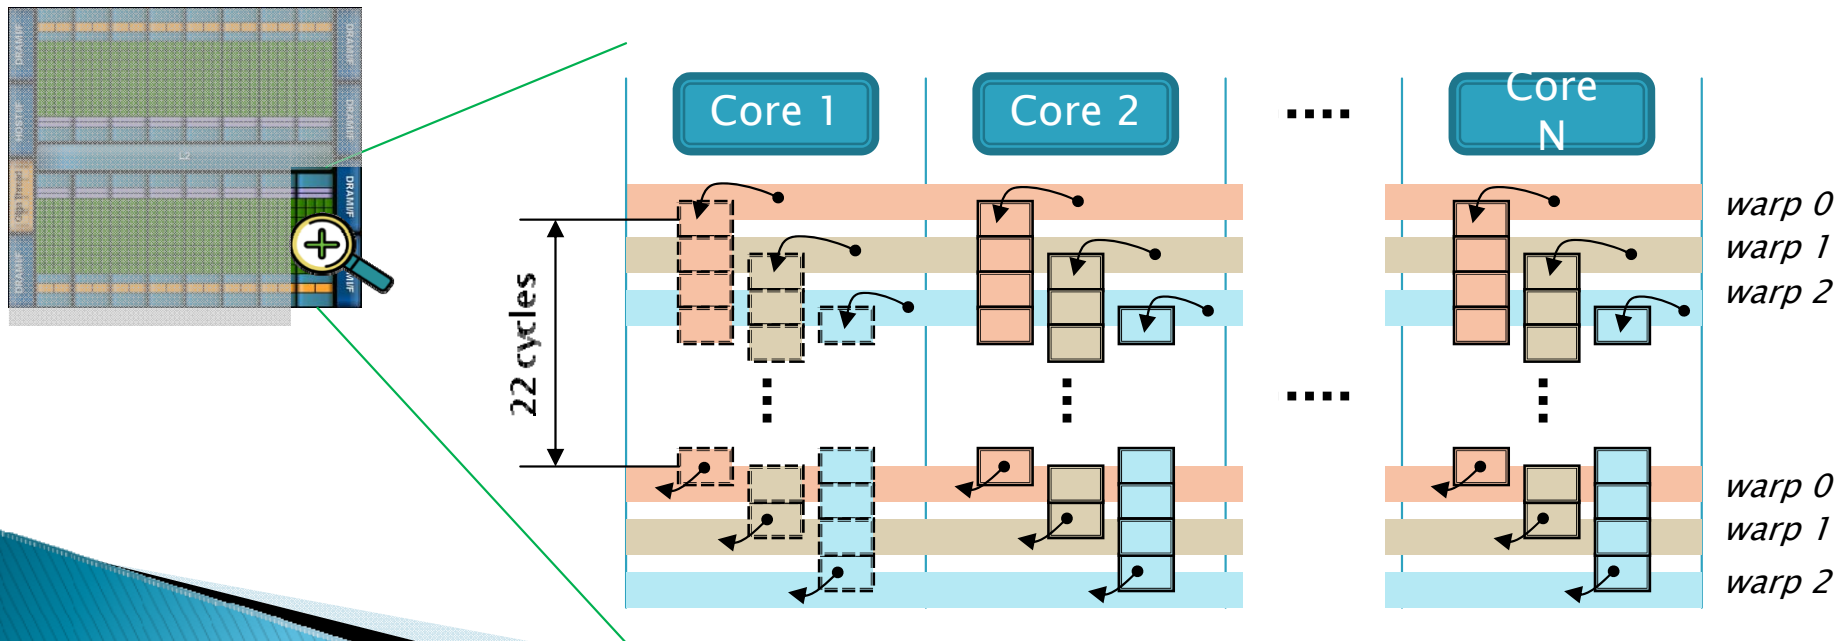 DRAMIF
DRAMIF
HOSTIF
DRAMIF
L2
DRAMIF
DRAMIF
Core 1
Core 2
Core
N
warp 0
warp 1
warp 2
22 cycles
warp 0
warp 1
warp 2